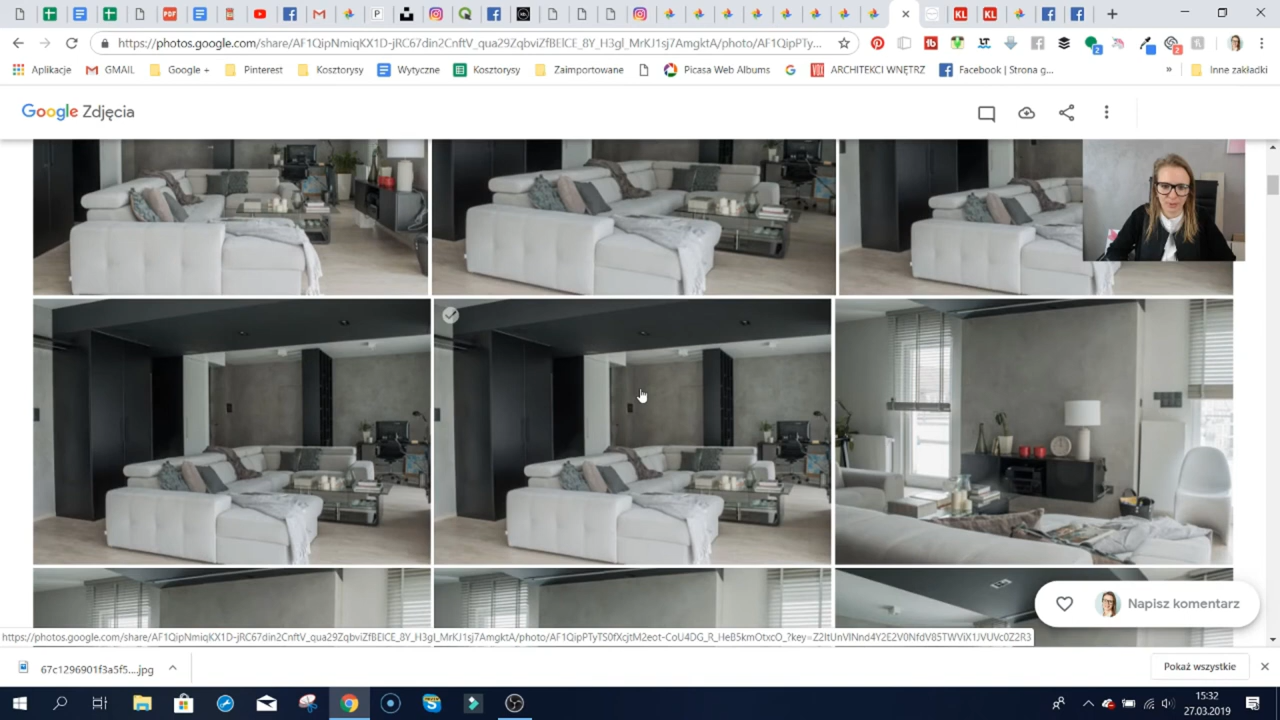 https://photos.google.com/share/AF1QipNmiqKX1D-jRC67din2CnftV_qua29ZqbviZfBElCE_8Y_H3gl_MrKJ1sj7AmgktA/photo/AF1QipPTy...
Aplikacje
GMAIL
Google +
Pinterest
Kosztorysy
Wytyczne
Kosztorysy
Zaimportowane
Picasa Web Albums
ARCHITEKCI WNĘTRZ
Facebook | Strona g...
»
Inne zakładki
Google Zdjęcia
Napisz komentarz
https://photos.google.com/share/AF1QipNmiqKX1D-jRC67din2CnftV_qua29ZqbviZfBElCE_8Y_H3gl_MrKJ1sj7AmgktA/photo/AF1QipPTyTS0fXcjtM2eot-CoU4DG_R_HeB5kmOtxcO_?key=Z2ItUnVINnd4Y2E2V0NfdV85TWViX1JVUVc0Z2R3
67c1296901f3a5f5....jpg
Pokaż wszystkie
15:32
27.03.2019